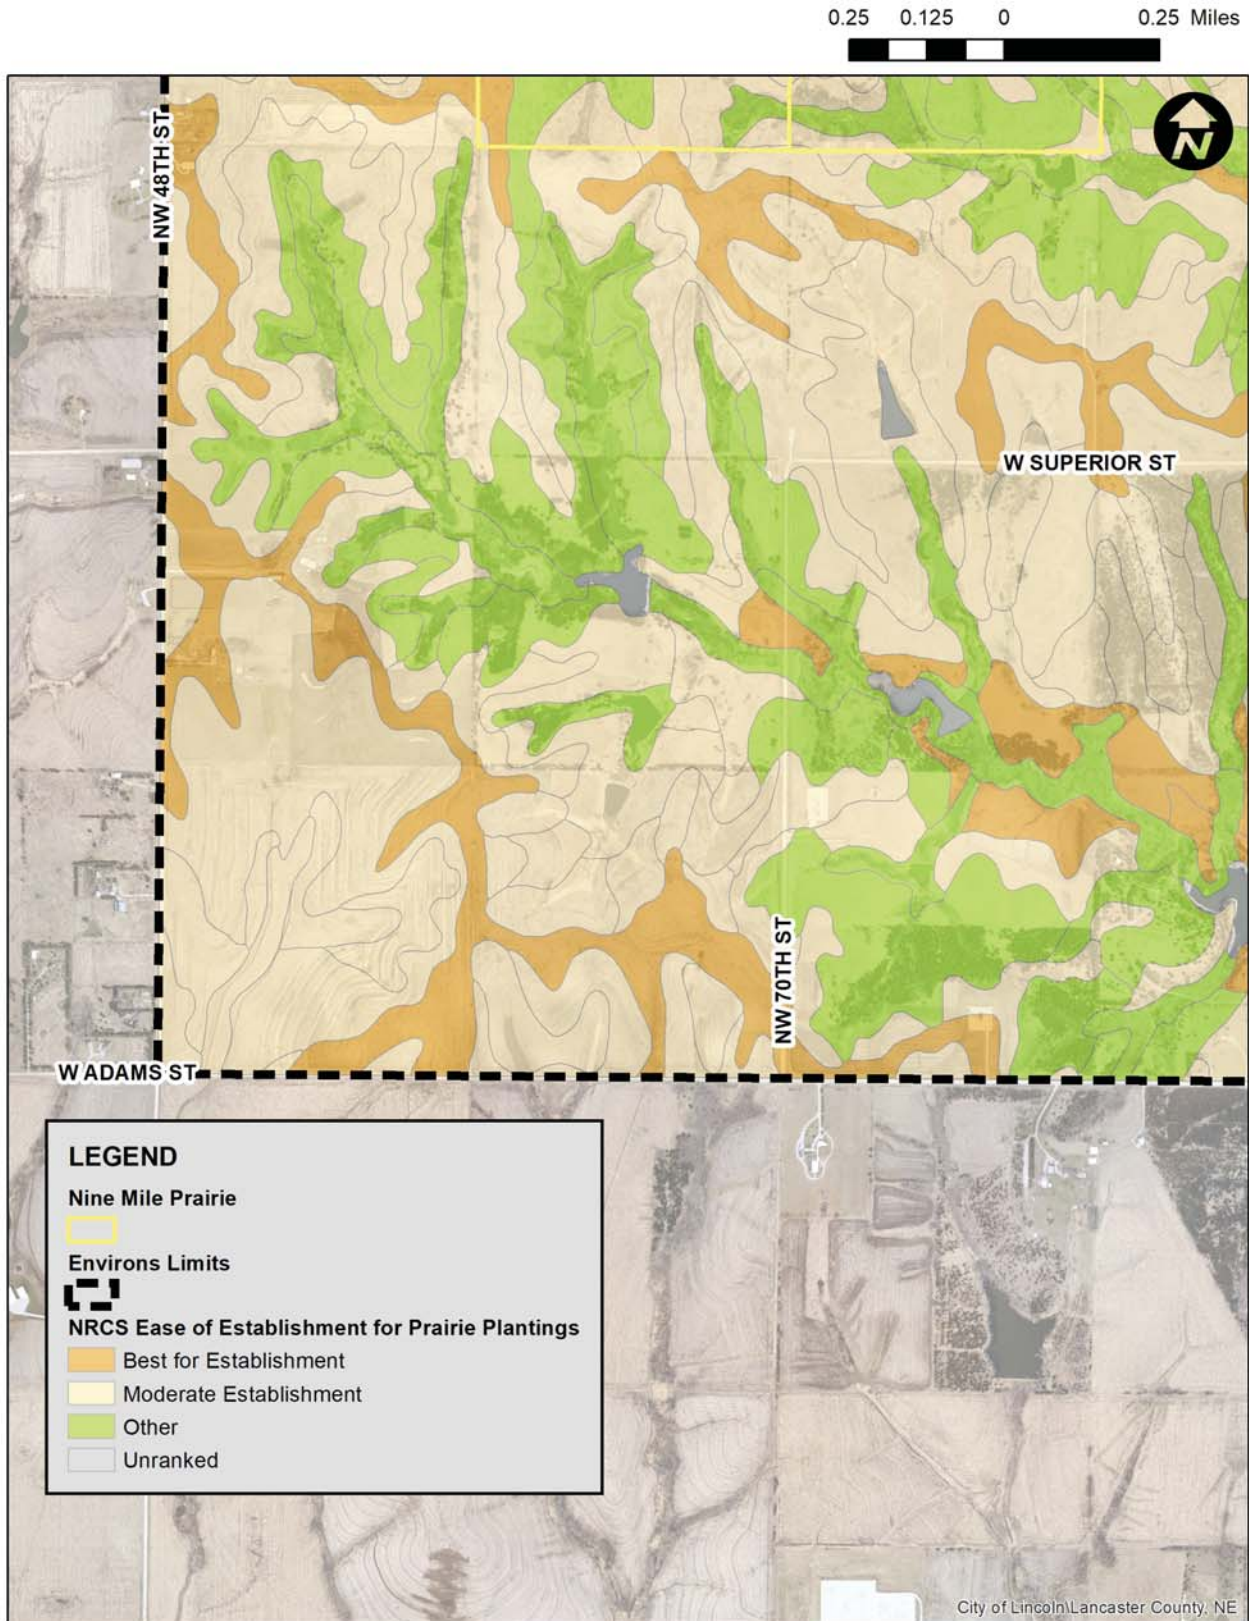 0.25 0.125 0 0.25 Miles
N
NW 48TH ST
W SUPERIOR ST
NW 70TH ST
W ADAMS ST
LEGEND
Nine Mile Prairie
Environs Limits
NRCS Ease of Establishment for Prairie Plantings
Best for Establishment
Moderate Establishment
Other
Unranked
City of Lincoln\Lancaster County, NE